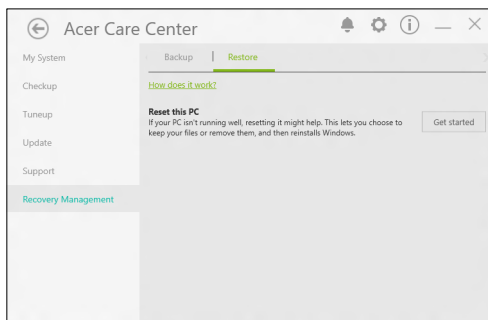 Acer Care Center
My System
Checkup
Tuneup
Update
Support
Recovery Management
Backup
Restore
How does it work?
Reset this PC
If your PC isn't running well, resetting it might help. This lets you choose to
keep your files or remove them, and then reinstalls Windows.
Get started